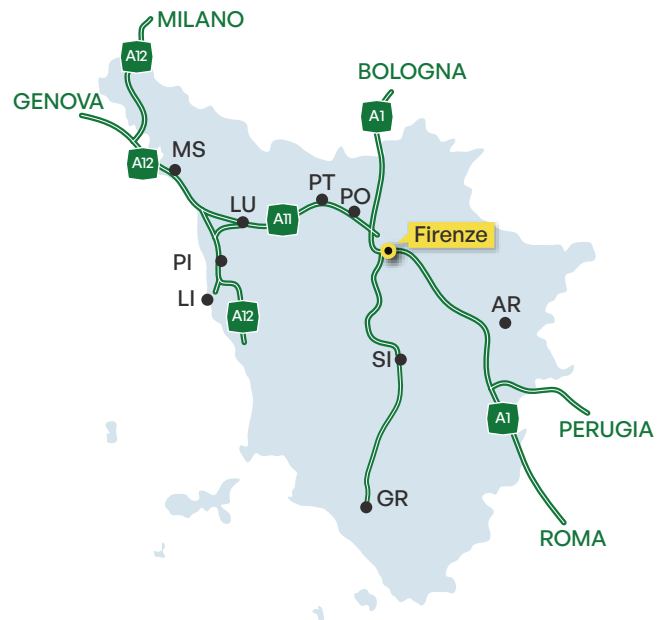 MILANO
A12
BOLOGNA
GENOVA
A1
MS
A12
PT
LU
PO
A11
Firenze
PI
LI
AR
A12
SI
A1
PERUGIA
GR
ROMA